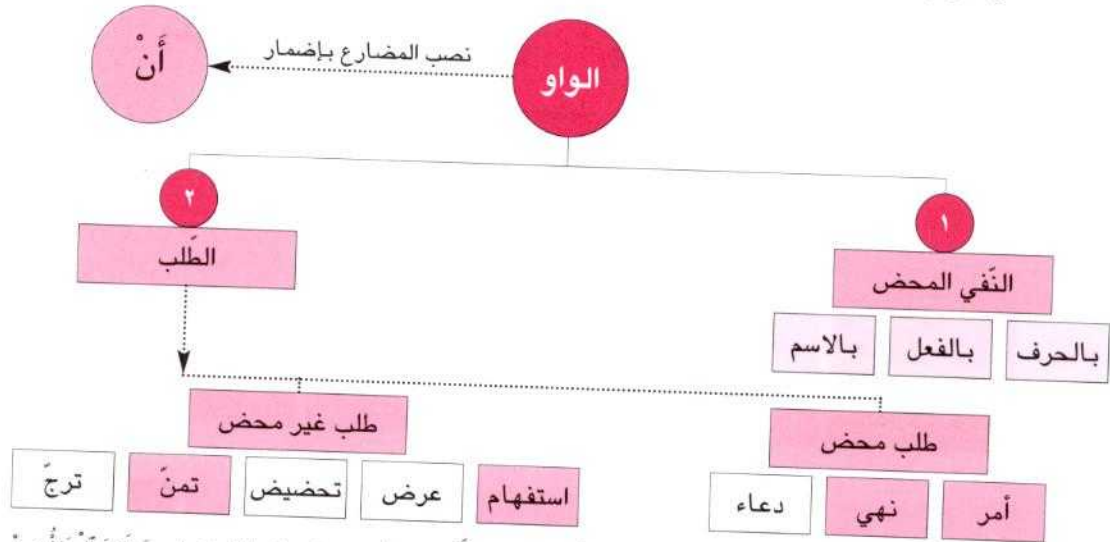 الواو
نصب المضارع بإضمار
أَنْ
١
٢
النّفي المحض
الطّلب
بالحرف بالفعل بالاسم
طلب محض
طلب غير محض
أمر نهي دعاء
استفهام عرض تحضيض تمنّ ترجّ